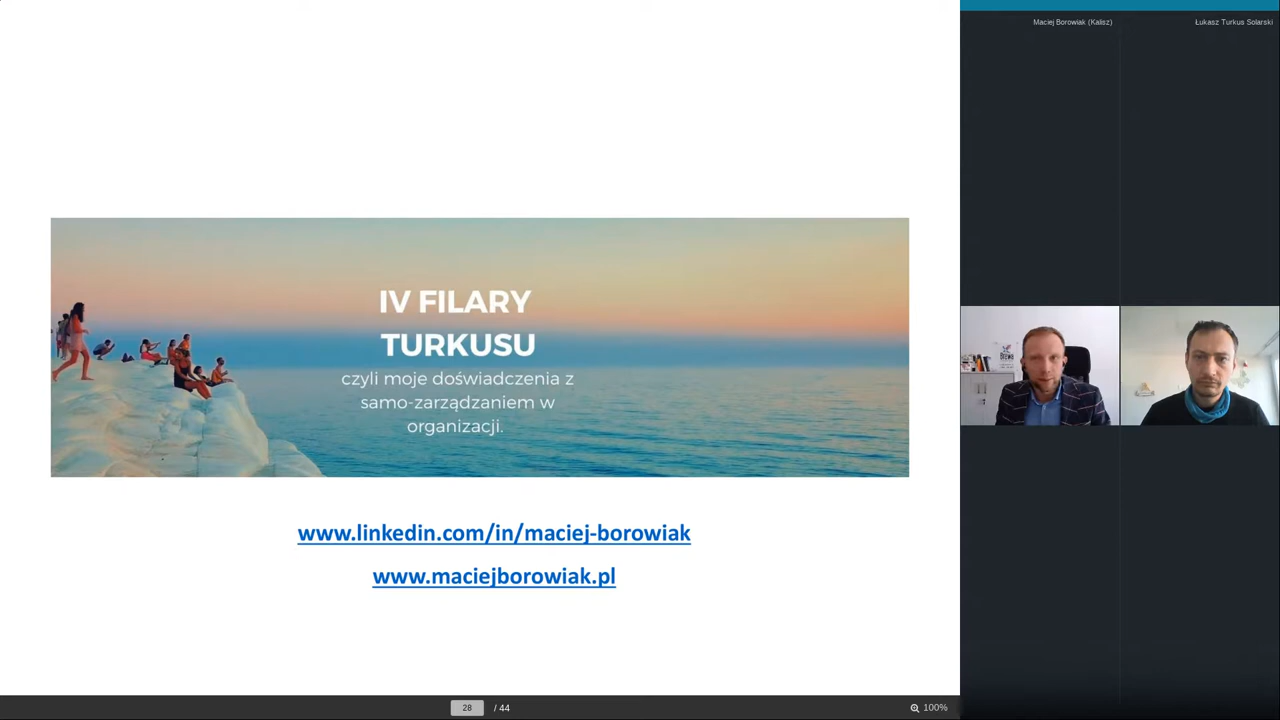 Maciej Borowiak (Kalisz)
Łukasz Turkus Solarski
IV FILARY
TURKUSU
czyli moje doświadczenia z
samo-zarządzaniem w
organizacji.
www.linkedin.com/in/maciej-borowiak
www.maciejborowiak.pl
28 / 44
100%